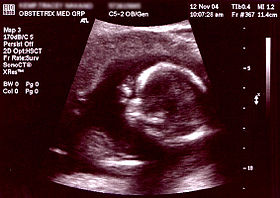 OBSTETRIX MED GRP
C5-2 OB/Gen
12 Nov 04
10:07:28 am
TIb0.4 MI 1.2
Fr #367 11.4cm
Map 3
170dB/C 5
Persist Off
2D Opt:HSCT
Fr Rate:Surv
SonoCT®
XRes™
BW 0 Pg 0
Col 0 Pg 0
5
10